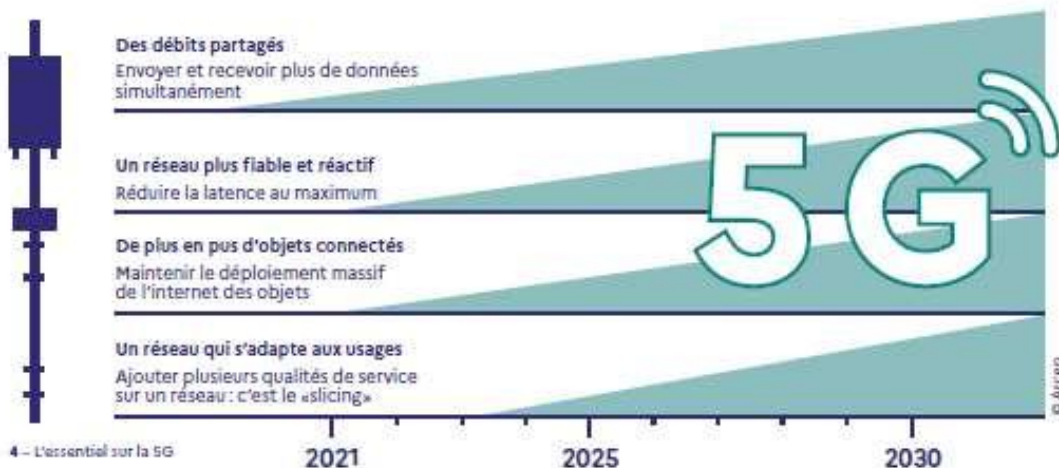 Des débits partagés
Envoyer et recevoir plus de données
simultanément
Un réseau plus fiable et réactif
Réduire la latence au maximum
5G
De plus en pus d'objets connectés
Maintenir le déploiement massif
de l'internet des objets
Un réseau qui s'adapte aux usages
Ajouter plusieurs qualités de service
sur un réseau : c'est le «slicing»
© Arcep
4 – L'essentiel sur la 5G
2021 2025 2030